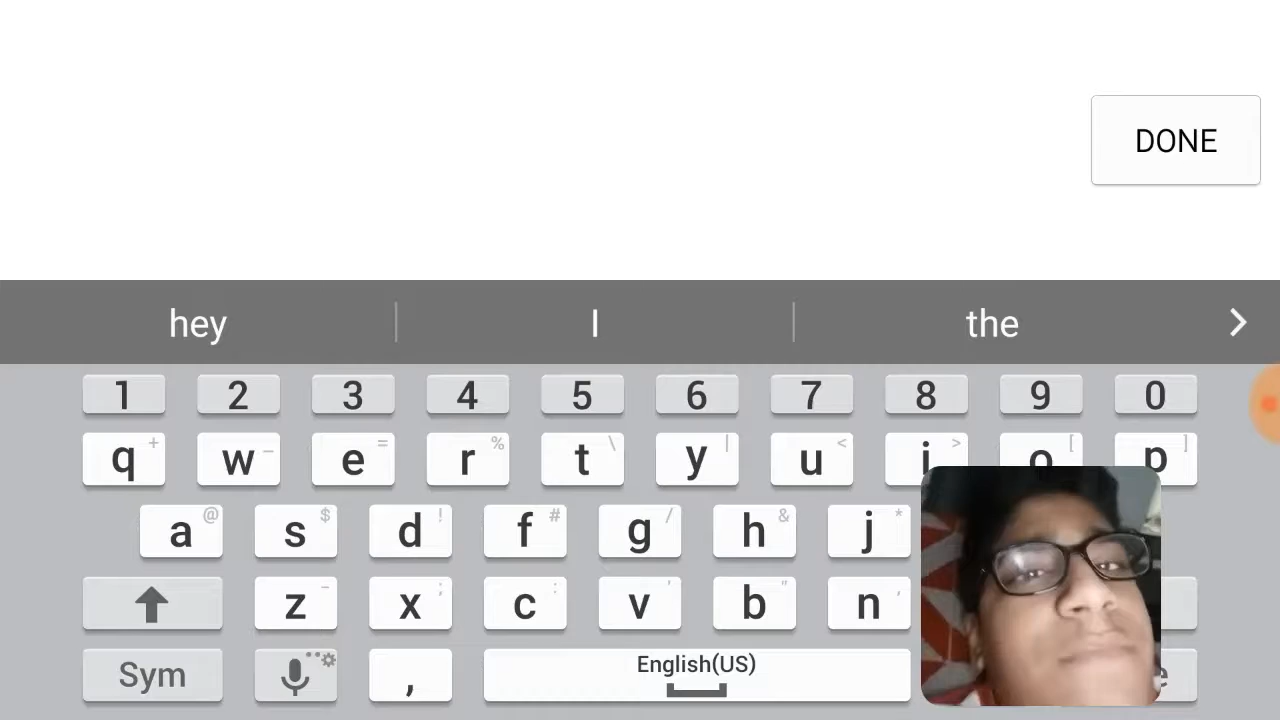 DONE
hey | the
1 2 3 4 5 6 7 8 9 0
q + w - e = r % t \ y | u < i > o [ p ]
a @ s $ d ! f # g / h & j *
z - x ; c : v ' b " n ,
Sym , English(US) e